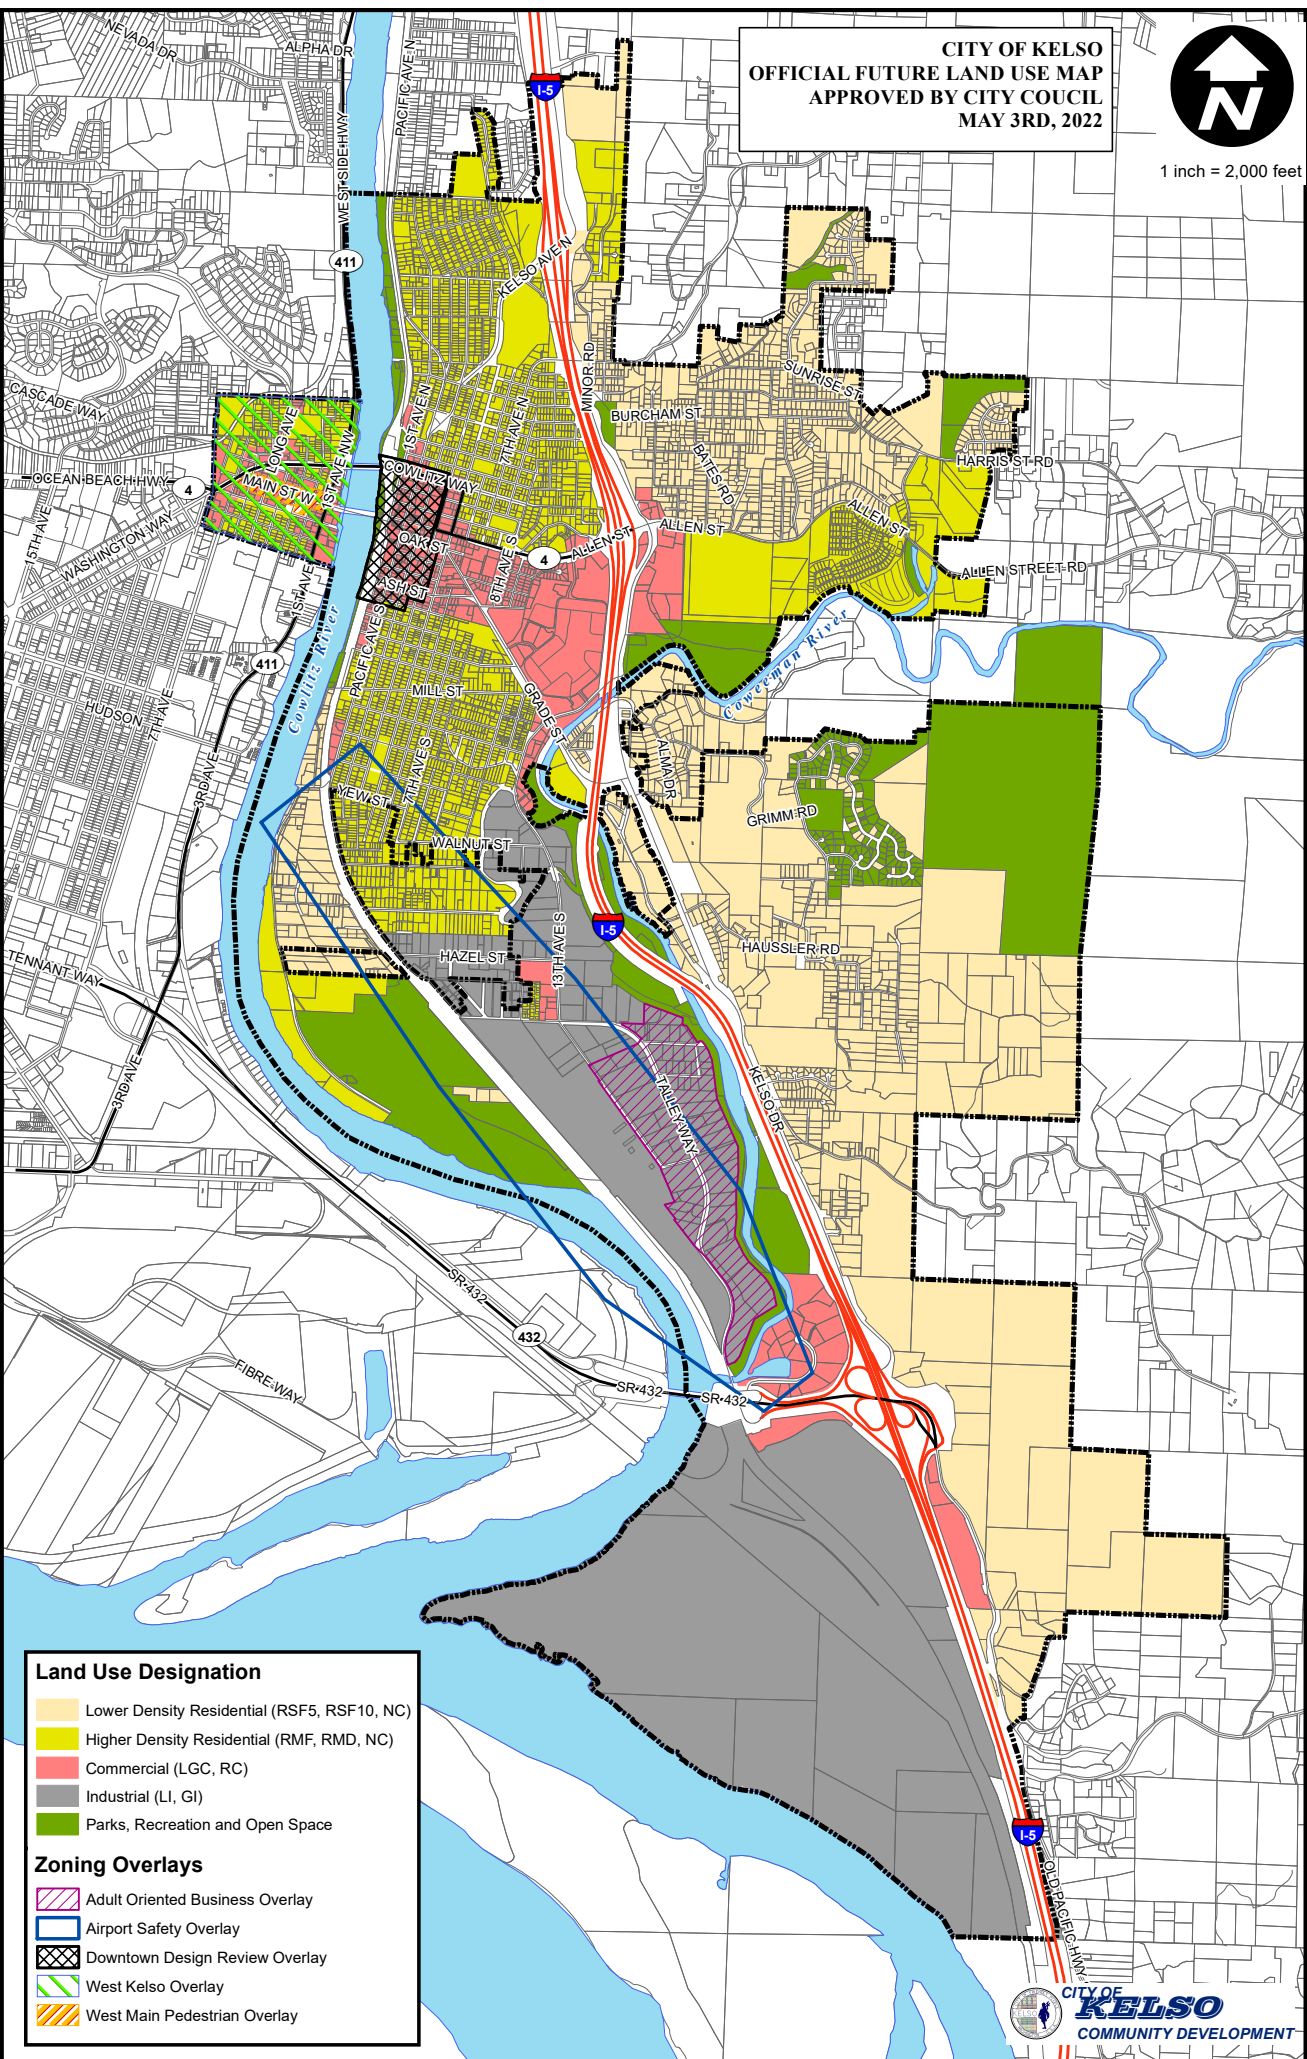 CITY OF KELSO
OFFICIAL FUTURE LAND USE MAP
APPROVED BY CITY COUCIL
MAY 3RD, 2022
N
1 inch = 2,000 feet
NEVADA DR
ALPHA DR
PACIFIC AVE N
WEST SIDE HWY
I-5
411
KELSO AVE N
MINOR RD
SUNRISE ST
CASCADE WAY
LONG AVE
1ST AVE NW
1ST AVE N
7TH AVE N
BURCHAM ST
BATES RD
HARRIS ST RD
OCEAN BEACH HWY
4
MAIN ST W
COWLITZ WAY
15TH AVE
WASHINGTON WAY
OAK ST
8TH AVE S
4
ALLEN ST
ALLEN ST
ALLEN ST
ALLEN STREET RD
ASH ST
1ST AVE
Cowlitz River
PACIFIC AVE S
411
Coweeman River
HUDSON
7TH AVE
MILL ST
GRADE ST
ALMA DR
3RD AVE
7TH AVE S
YEW ST
WALNUT ST
GRIMM RD
I-5
13TH AVE S
HAUSSLER RD
HAZEL ST
TENNANT WAY
3RD AVE
TALLEY WAY
KELSO DR
SR-432
432
FIBRE WAY
SR-432
SR-432
I-5
OLD PACIFIC HWY
Land Use Designation
Lower Density Residential (RSF5, RSF10, NC)
Higher Density Residential (RMF, RMD, NC)
Commercial (LGC, RC)
Industrial (LI, GI)
Parks, Recreation and Open Space
Zoning Overlays
Adult Oriented Business Overlay
Airport Safety Overlay
Downtown Design Review Overlay
West Kelso Overlay
West Main Pedestrian Overlay
KELSO
CITY OF
KELSO
COMMUNITY DEVELOPMENT